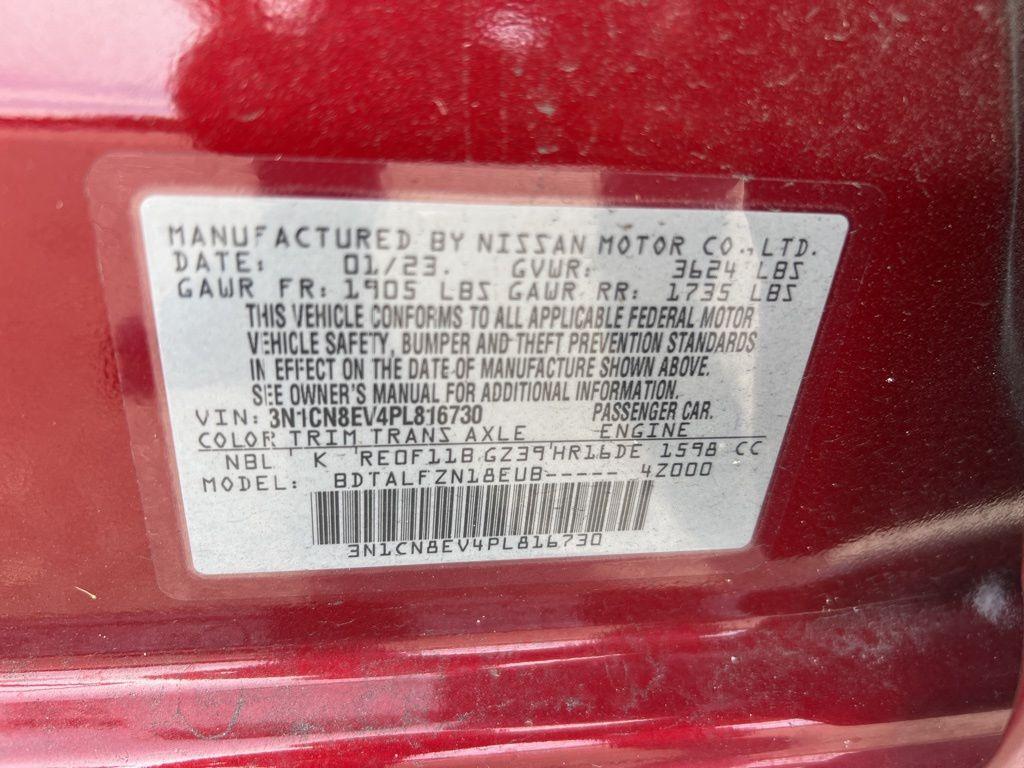 MANUFACTURED BY NISSAN MOTOR CO., LTD.
DATE: 01/23. GVWR: 3624 LBS
GAWR FR: 1905 LBS GAWR RR: 1735 LBS
THIS VEHICLE CONFORMS TO ALL APPLICABLE FEDERAL MOTOR
VEHICLE SAFETY, BUMPER AND THEFT PREVENTION STANDARDS
IN EFFECT ON THE DATE OF MANUFACTURE SHOWN ABOVE.
SEE OWNER'S MANUAL FOR ADDITIONAL INFORMATION.
VIN: 3N1CN8EV4PL816730 PASSENGER CAR.
COLOR TRIM TRANS AXLE ENGINE
NBL K RE0F11B GZ39 HR16DE 1598 CC
MODEL: BDTALFZN18EUB----- 4Z000
3N1CN8EV4PL816730